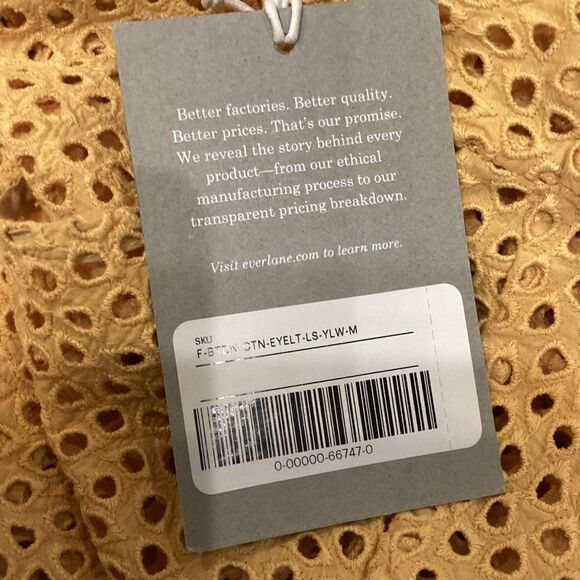 Better factories. Better quality.
Better prices. That's our promise.
We reveal the story behind every
product—from our ethical
manufacturing process to our
transparent pricing breakdown.
Visit everlane.com to learn more.
SKU
F-BTDN-CTN-EYELT-LS-YLW-M
0-00000-66747-0